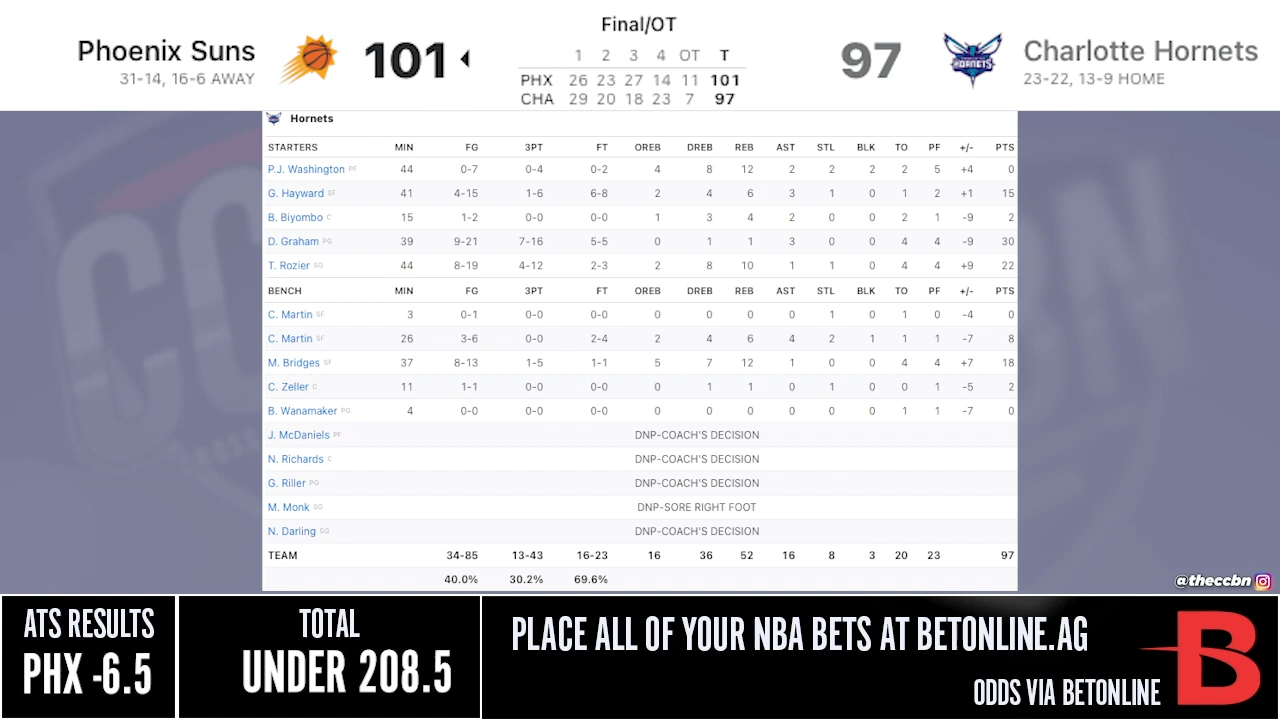 Final/OT
Phoenix Suns 101 97 Charlotte Hornets
31-14, 16-6 AWAY 23-22, 13-9 HOME
1 2 3 4 OT T
PHX 26 23 27 14 11 101
CHA 29 20 18 23 7 97
Hornets
STARTERS MIN FG 3PT FT OREB DREB REB AST STL BLK TO PF +/- PTS
P.J. Washington PF 44 0-7 0-4 0-2 4 8 12 2 2 2 2 5 +4 0
G. Hayward SF 41 4-15 1-6 6-8 2 4 6 3 1 0 1 2 +1 15
B. Biyombo C 15 1-2 0-0 0-0 1 3 4 2 0 0 2 1 -9 2
D. Graham PG 39 9-21 7-16 5-5 0 1 1 3 0 0 4 4 -9 30
T. Rozier SG 44 8-19 4-12 2-3 2 8 10 1 1 0 4 4 +9 22
BENCH MIN FG 3PT FT OREB DREB REB AST STL BLK TO PF +/- PTS
C. Martin SF 3 0-1 0-0 0-0 0 0 0 0 1 0 1 0 -4 0
C. Martin SF 26 3-6 0-0 2-4 2 4 6 4 2 1 1 1 -7 8
M. Bridges SF 37 8-13 1-5 1-1 5 7 12 1 0 0 4 4 +7 18
C. Zeller C 11 1-1 0-0 0-0 0 1 1 0 1 0 0 1 -5 2
B. Wanamaker PG 4 0-0 0-0 0-0 0 0 0 0 0 0 1 1 -7 0
J. McDaniels PF DNP-COACH'S DECISION
N. Richards C DNP-COACH'S DECISION
G. Riller PG DNP-COACH'S DECISION
M. Monk SG DNP-SORE RIGHT FOOT
N. Darling SG DNP-COACH'S DECISION
TEAM 34-85 13-43 16-23 16 36 52 16 8 3 20 23 97
40.0% 30.2% 69.6%
@theccbn
ATS RESULTS
PHX -6.5
TOTAL
UNDER 208.5
PLACE ALL OF YOUR NBA BETS AT BETONLINE.AG
ODDS VIA BETONLINE
B